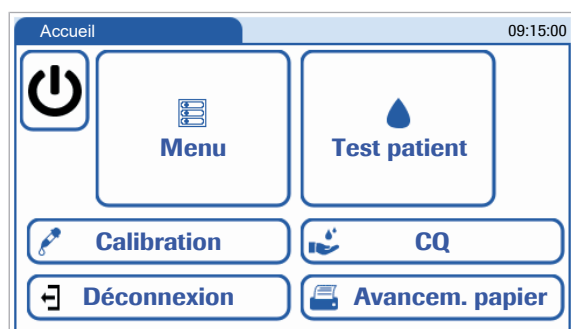 Accueil 09:15:00
Menu Test patient
Calibration CQ
Déconnexion Avancem. papier